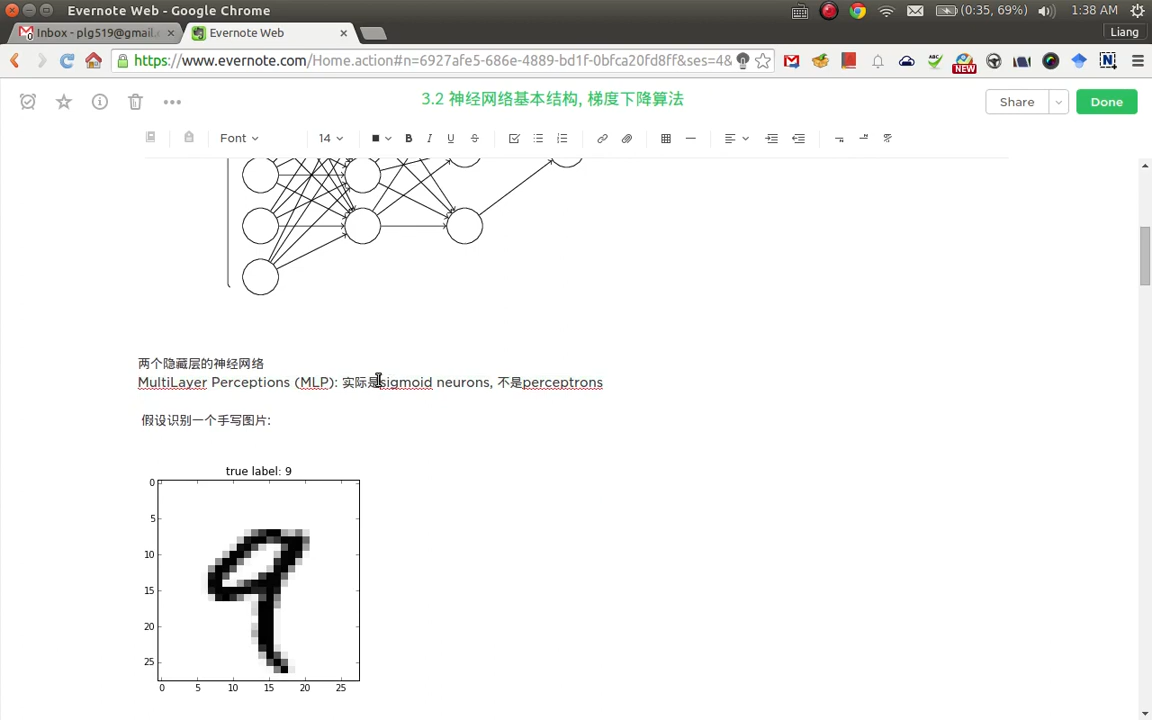 Evernote Web - Google Chrome
(0:35, 69%)
1:38 AM
Inbox - plg519@gmail.
Evernote Web
Liang
https://www.evernote.com/Home.action#n=6927afe5-686e-4889-bd1f-0bfca20fd8ff&ses=4&
NEW
3.2 神经网络基本结构, 梯度下降算法
Share
Done
Font
14
B
I
U
两个隐藏层的神经网络
MultiLayer Perceptions (MLP): 实际是sigmoid neurons, 不是perceptrons
假设识别一个手写图片:
true label: 9
0
5
10
15
20
25
0 5 10 15 20 25